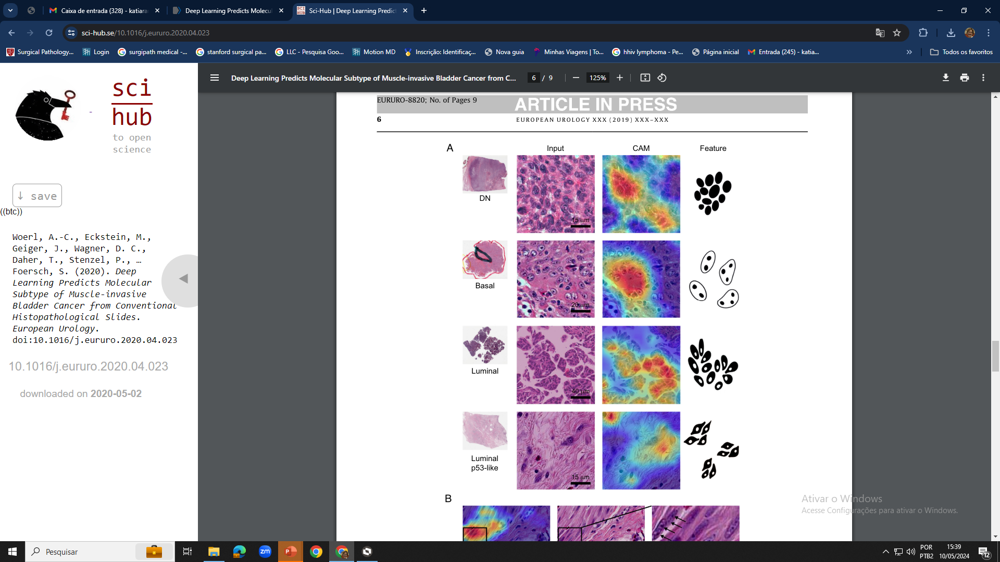 Caixa de entrada (328) - katiara
Deep Learning Predicts Molecul
Sci-Hub | Deep Learning Predict
sci-hub.se/10.1016/j.eururo.2020.04.023
Surgical Pathology...
Login
surgipath medical -...
stanford surgical pa...
LLC - Pesquisa Goo...
Motion MD
Inscrição: Identificaç...
Nova guia
Minhas Viagens | To...
hhiv lymphoma - Pe...
Página inicial
Entrada (245) - katia...
»
Todos os favoritos
Deep Learning Predicts Molecular Subtype of Muscle-invasive Bladder Cancer from C...
6 / 9
125%
SCI HUB
sci
hub
to open
science
↓ save
((btc))
Woerl, A.-C., Eckstein, M.,
Geiger, J., Wagner, D. C.,
Daher, T., Stenzel, P., …
Foersch, S. (2020). Deep
Learning Predicts Molecular
Subtype of Muscle-invasive
Bladder Cancer from Conventional
Histopathological Slides.
European Urology.
doi:10.1016/j.eururo.2020.04.023
10.1016/j.eururo.2020.04.023
downloaded on 2020-05-02
EURURO-8820; No. of Pages 9
ARTICLE IN PRESS
6
EUROPEAN UROLOGY XXX (2019) XXX–XXX
A
Input
CAM
Feature
DN
15 µm
Basal
20 µm
Luminal
40 µm
Luminal
p53-like
15 µm
B
Ativar o Windows
Acesse Configurações para ativar o Windows.
Pesquisar
zm
P
POR
PTB2
15:39
10/05/2024
12